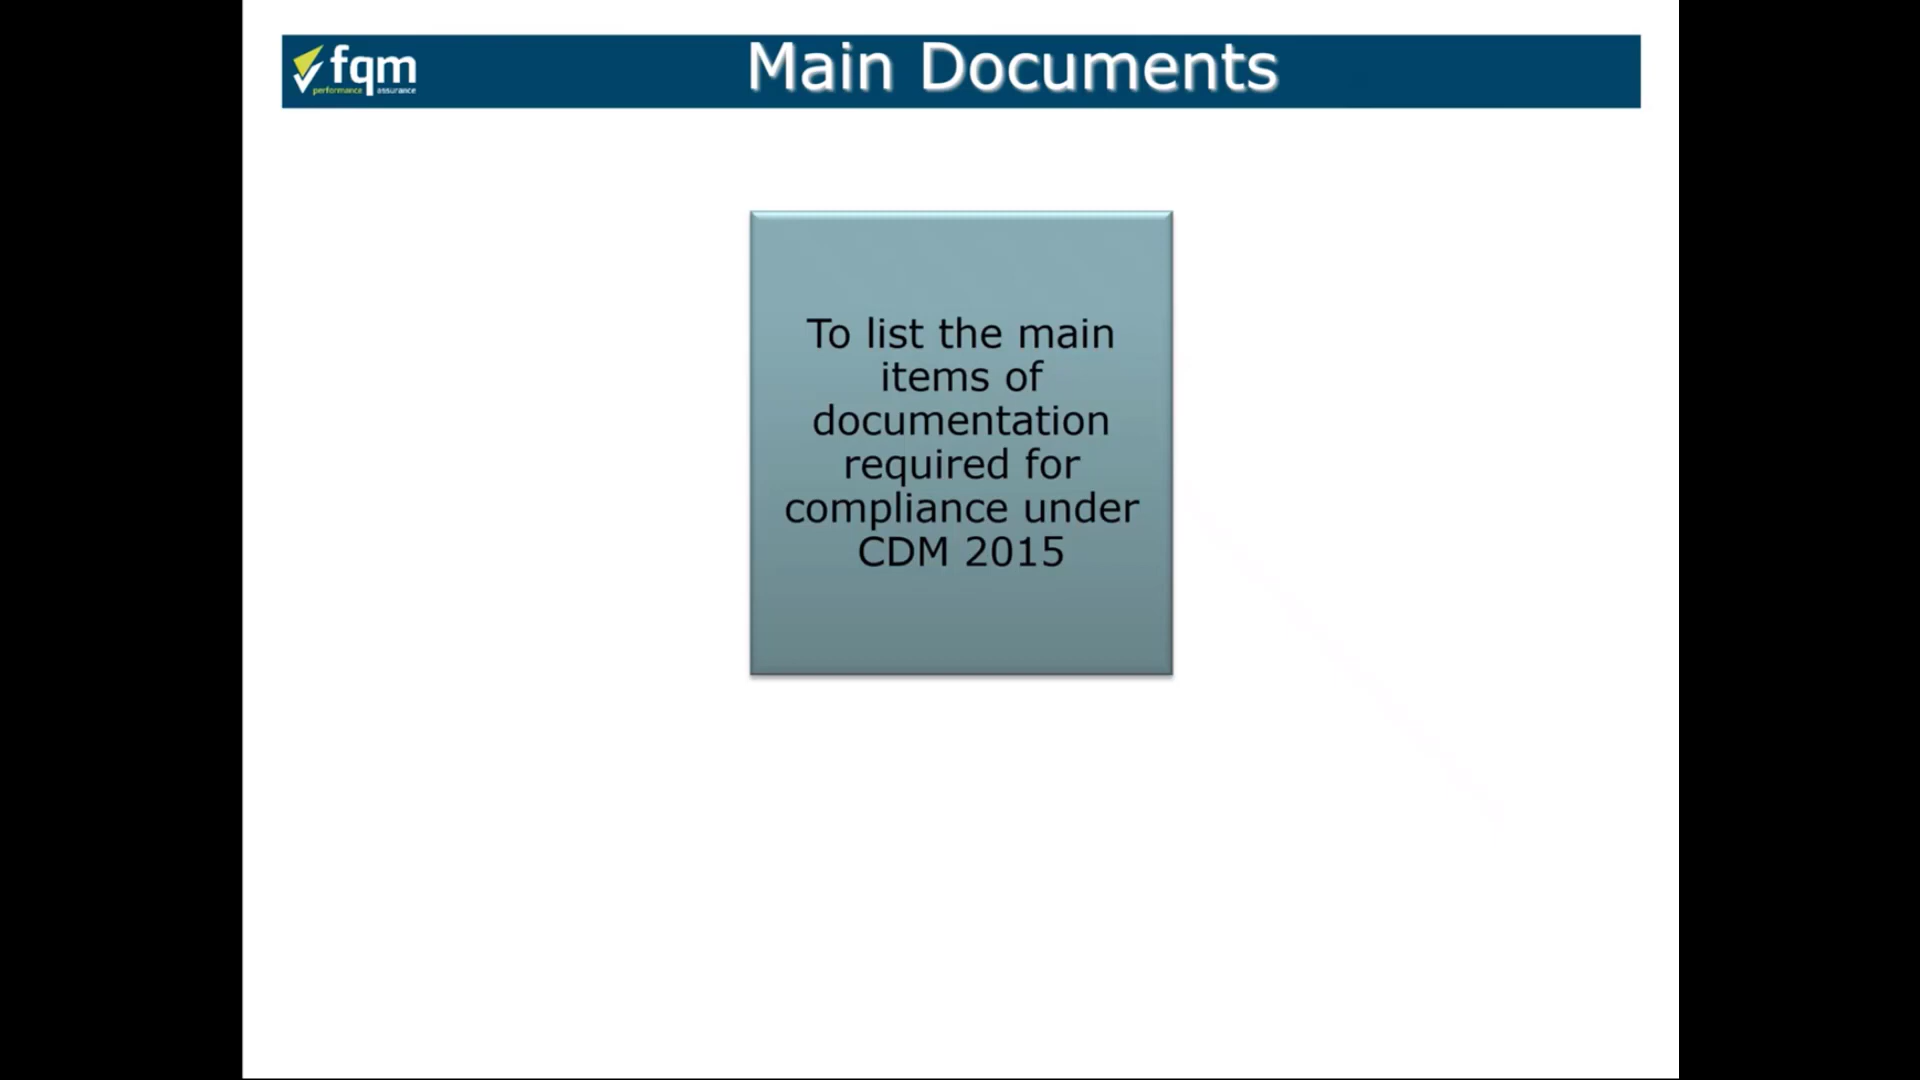 fqm
performance assurance
Main Documents
To list the main
items of
documentation
required for
compliance under
CDM 2015